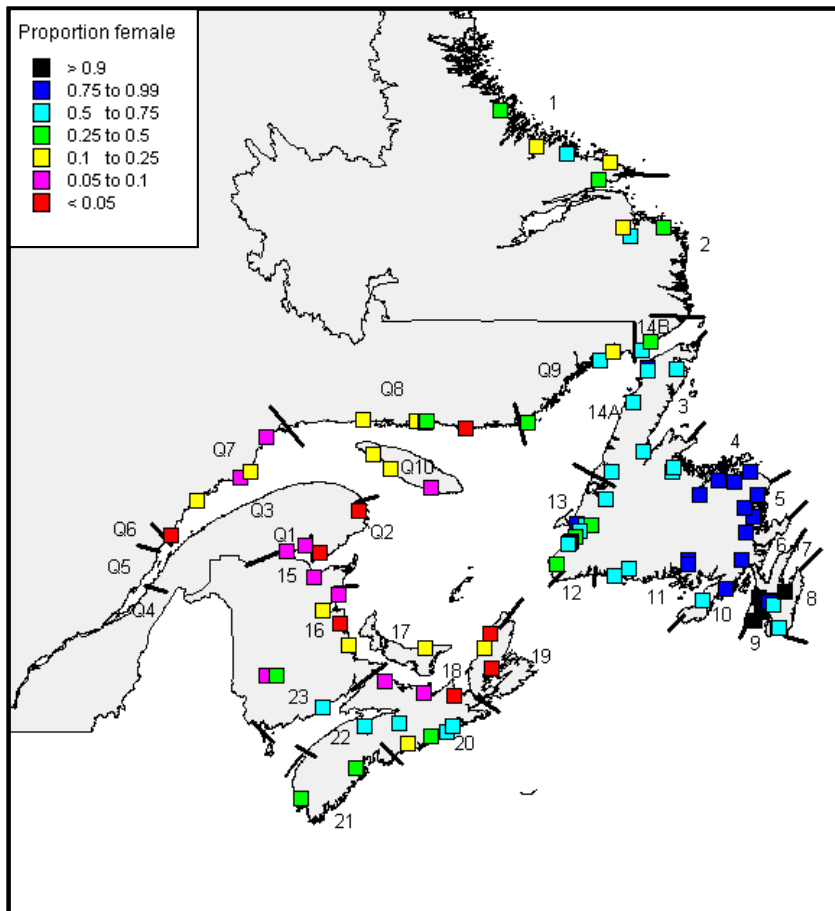 Proportion female
> 0.9
0.75 to 0.99
0.5 to 0.75
0.25 to 0.5
0.1 to 0.25
0.05 to 0.1
< 0.05
1
2
14B
Q9
14A
3
Q8
4
Q7
Q10
5
Q3
13
Q6
Q2
Q5
Q1
6
7
15
12
11
8
Q4
10
16
17
9
18
19
23
22
20
21